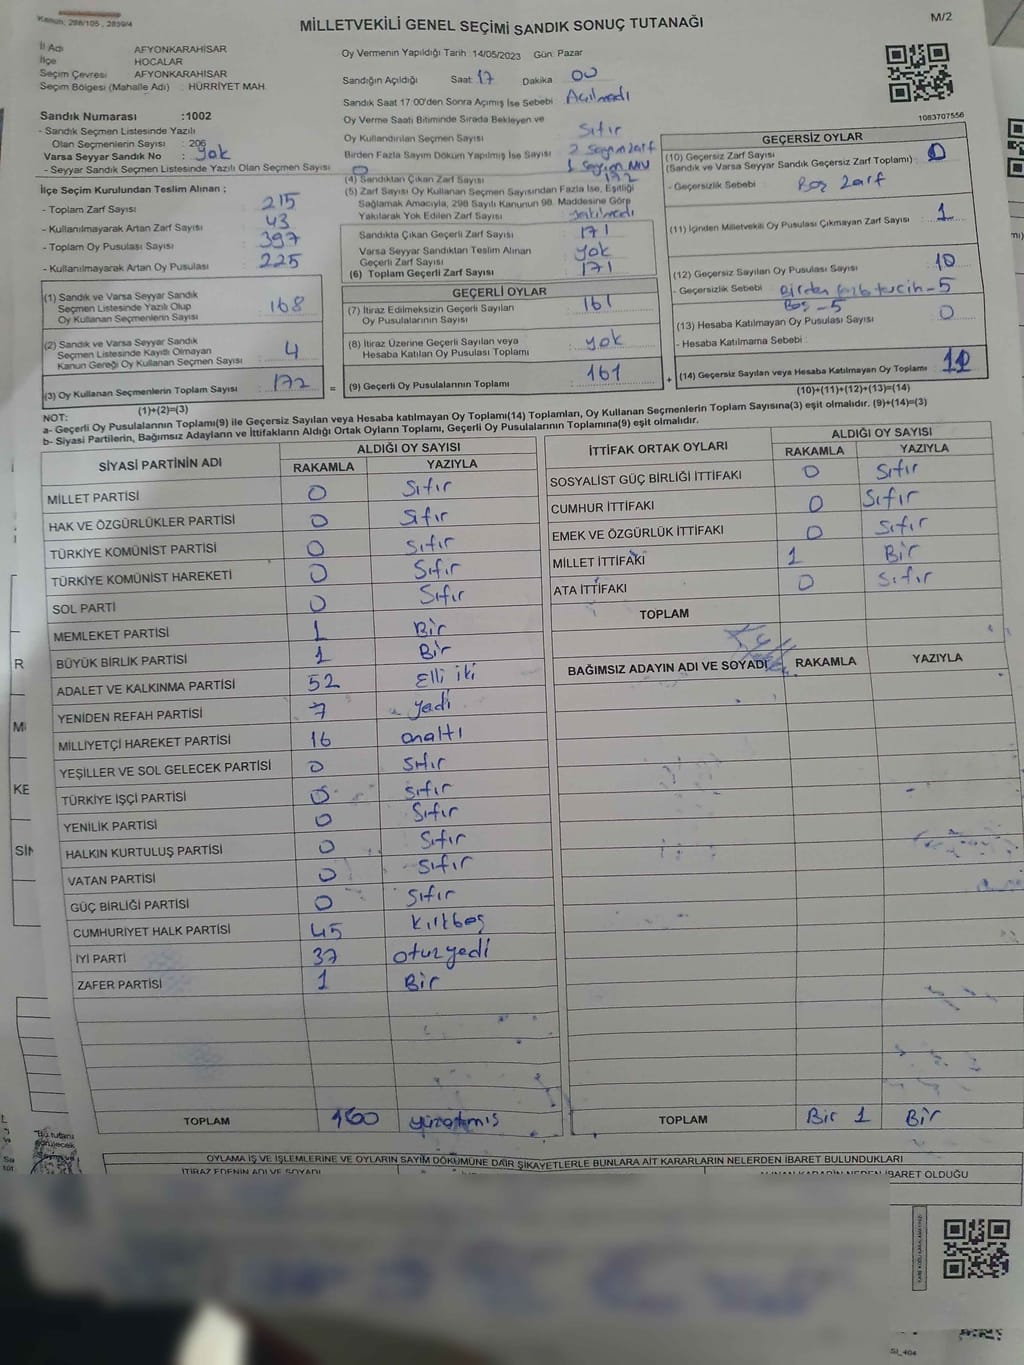 Kanun: 298/105, 2839/4
MİLLETVEKİLİ GENEL SEÇİMİ SANDIK SONUÇ TUTANAĞI
M/2
İl Adı : AFYONKARAHİSAR
İlçe : HOCALAR
Seçim Çevresi : AFYONKARAHİSAR
Seçim Bölgesi (Mahalle Adı) : HÜRRİYET MAH.
Sandık Numarası :1002
- Sandık Seçmen Listesinde Yazılı
Olan Seçmenlerin Sayısı : 206
Varsa Seyyar Sandık No : yok
- Seyyar Sandık Seçmen Listesinde Yazılı Olan Seçmen Sayısı : 0
İlçe Seçim Kurulundan Teslim Alınan ;
- Toplam Zarf Sayısı : 215
- Kullanılmayarak Artan Zarf Sayısı : 43
- Toplam Oy Pusulası Sayısı : 397
- Kullanılmayarak Artan Oy Pusulası : 225
(1) Sandık ve Varsa Seyyar Sandık
Seçmen Listesinde Yazılı Olup
Oy Kullanan Seçmenlerin Sayısı : 168
(2) Sandık ve Varsa Seyyar Sandık
Seçmen Listesinde Kayıtlı Olmayan
Kanun Gereği Oy Kullanan Seçmen Sayısı : 4
(3) Oy Kullanan Seçmenlerin Toplam Sayısı : 172
(1)+(2)=(3)
Oy Vermenin Yapıldığı Tarih : 14/05/2023 Gün: Pazar
Sandığın Açıldığı Saat: 17 Dakika 00
Sandık Saat 17:00'den Sonra Açımış İse Sebebi : Açılmadı
Oy Verme Saati Bitiminde Sırada Bekleyen ve
Oy Kullandırılan Seçmen Sayısı : Sıfır
Birden Fazla Sayım Döküm Yapılmış İse Sayısı : 2 Sayım zarf
1 Sayım MV
(4) Sandıktan Çıkan Zarf Sayısı : 172
(5) Zarf Sayısı Oy Kullanan Seçmen Sayısından Fazla İse, Eşitliği
Sağlamak Amacıyla, 298 Sayılı Kanunun 98. Maddesine Göre
Yakılarak Yok Edilen Zarf Sayısı : yakılmadı
Sandıkta Çıkan Geçerli Zarf Sayısı : 171
Varsa Seyyar Sandıktan Teslim Alınan
Geçerli Zarf Sayısı : yok
(6) Toplam Geçerli Zarf Sayısı : 171
GEÇERLİ OYLAR
(7) İtiraz Edilmeksizin Geçerli Sayılan
Oy Pusulalarının Sayısı : 161
(8) İtiraz Üzerine Geçerli Sayılan veya
Hesaba Katılan Oy Pusulası Toplamı : yok
= (9) Geçerli Oy Pusulalarının Toplamı : 161 +
1083707556
GEÇERSİZ OYLAR
(10) Geçersiz Zarf Sayısı
(Sandık ve Varsa Seyyar Sandık Geçersiz Zarf Toplamı) : 0
- Geçersizlik Sebebi : Boş zarf
(11) İçinden Milletvekili Oy Pusulası Çıkmayan Zarf Sayısı : 1
(12) Geçersiz Sayılan Oy Pusulası Sayısı : 10
- Geçersizlik Sebebi : Birden fazla tercih - 5
Boş - 5
(13) Hesaba Katılmayan Oy Pusulası Sayısı : 0
- Hesaba Katılmama Sebebi :
(14) Geçersiz Sayılan veya Hesaba Katılmayan Oy Toplamı :
(10)+(11)+(12)+(13)=(14)
NOT:
a- Geçerli Oy Pusulalarının Toplamı(9) ile Geçersiz Sayılan veya Hesaba katılmayan Oy Toplamı(14) Toplamları, Oy Kullanan Seçmenlerin Toplam Sayısına(3) eşit olmalıdır. (9)+(14)=(3)
b- Siyasi Partilerin, Bağımsız Adayların ve İttifakların Aldığı Ortak Oyların Toplamı, Geçerli Oy Pusulalarının Toplamına(9) eşit olmalıdır.
SİYASİ PARTİNİN ADI
ALDIĞI OY SAYISI
RAKAMLA YAZIYLA
MİLLET PARTİSİ 0 Sıfır
HAK VE ÖZGÜRLÜKLER PARTİSİ 0 Sıfır
TÜRKİYE KOMÜNİST PARTİSİ 0 Sıfır
TÜRKİYE KOMÜNİST HAREKETİ 0 Sıfır
SOL PARTİ 0 Sıfır
MEMLEKET PARTİSİ 1 Bir
BÜYÜK BİRLİK PARTİSİ 1 Bir
ADALET VE KALKINMA PARTİSİ 52 Elli iki
YENİDEN REFAH PARTİSİ 7 yedi
MİLLİYETÇİ HAREKET PARTİSİ 16 onaltı
YEŞİLLER VE SOL GELECEK PARTİSİ 0 Sıfır
TÜRKİYE İŞÇİ PARTİSİ 0 Sıfır
YENİLİK PARTİSİ 0 Sıfır
HALKIN KURTULUŞ PARTİSİ 0 Sıfır
VATAN PARTİSİ 0 Sıfır
GÜÇ BİRLİĞİ PARTİSİ 0 Sıfır
CUMHURİYET HALK PARTİSİ 45 Kırkbeş
İYİ PARTİ 37 oturyedi
ZAFER PARTİSİ 1 Bir
TOPLAM 160 yüzatmış
İTTİFAK ORTAK OYLARI
ALDIĞI OY SAYISI
RAKAMLA YAZIYLA
SOSYALİST GÜÇ BİRLİĞİ İTTİFAKI 0 Sıfır
CUMHUR İTTİFAKI 0 Sıfır
EMEK VE ÖZGÜRLÜK İTTİFAKI 0 Sıfır
MİLLET İTTİFAKI 1 Bir
ATA İTTİFAKI 0 Sıfır
TOPLAM
BAĞIMSIZ ADAYIN ADI VE SOYADI RAKAMLA YAZIYLA
TOPLAM Bir 1 Bir
OYLAMA İŞ VE İŞLEMLERİNE VE OYLARIN SAYIM DÖKÜMÜNE DAİR ŞİKAYETLERLE BUNLARA AİT KARARLARIN NELERDEN İBARET BULUNDUKLARI
İTİRAZ EDENİN ADI VE SOYADI
ALINAN KARARIN NEDEN İBARET OLDUĞU